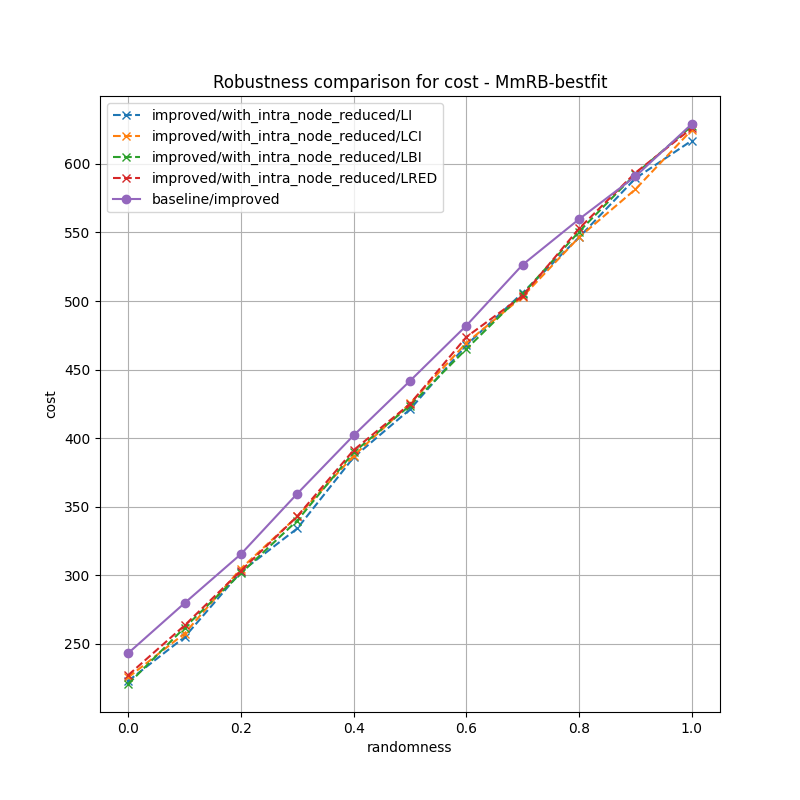 Robustness comparison for cost - MmRB-bestfit
improved/with_intra_node_reduced/LI
improved/with_intra_node_reduced/LCI
improved/with_intra_node_reduced/LBI
improved/with_intra_node_reduced/LRED
baseline/improved
600
550
500
450
400
350
300
250
cost
0.0 0.2 0.4 0.6 0.8 1.0
randomness